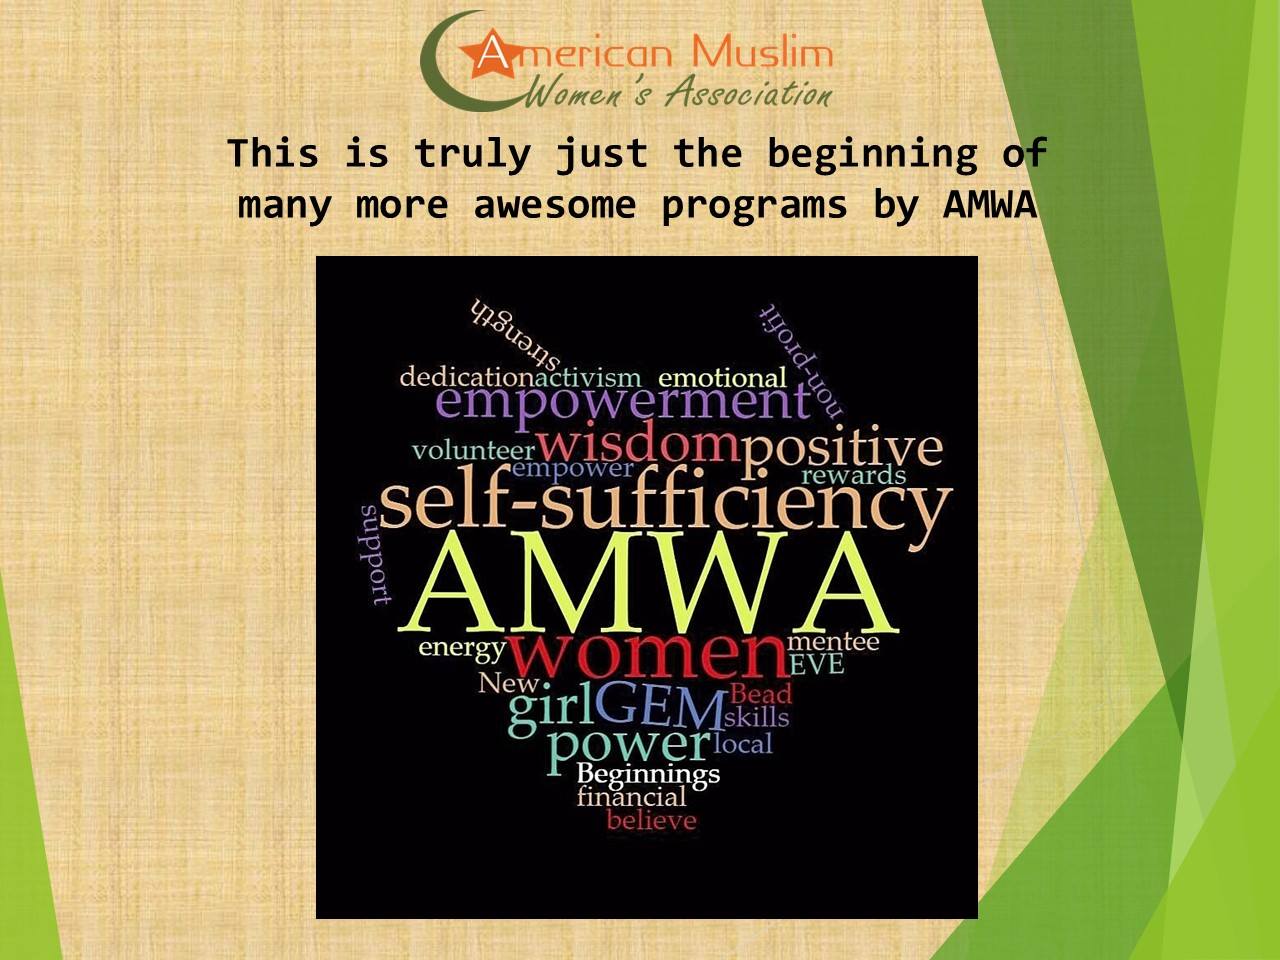 American Muslim
Women's Association
This is truly just the beginning of
many more awesome programs by AMWA
strength
non-profit
dedication activism emotional
empowerment
volunteer wisdom positive
empower rewards
self-sufficiency
support
AMWA
energy women mentee
EVE
New girl GEM Bead
skills
power local
Beginnings
financial
believe